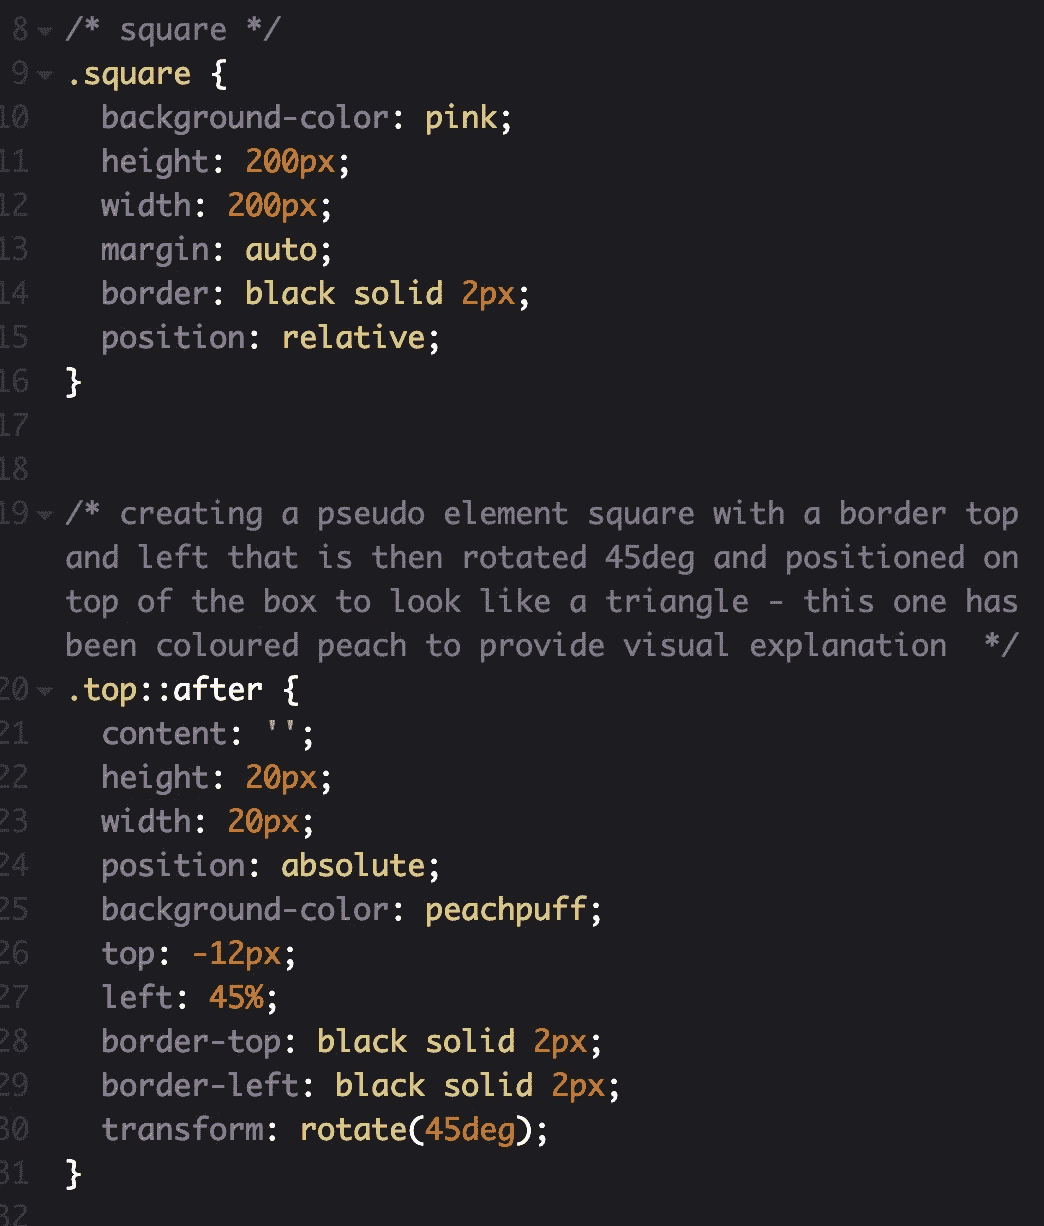 8 /* square */
9 .square {
10 background-color: pink;
11 height: 200px;
12 width: 200px;
13 margin: auto;
14 border: black solid 2px;
15 position: relative;
16 }
17
18
19 /* creating a pseudo element square with a border top
and left that is then rotated 45deg and positioned on
top of the box to look like a triangle - this one has
been coloured peach to provide visual explanation  */
20 .top::after {
21 content: '';
22 height: 20px;
23 width: 20px;
24 position: absolute;
25 background-color: peachpuff;
26 top: -12px;
27 left: 45%;
28 border-top: black solid 2px;
29 border-left: black solid 2px;
30 transform: rotate(45deg);
31 }
32